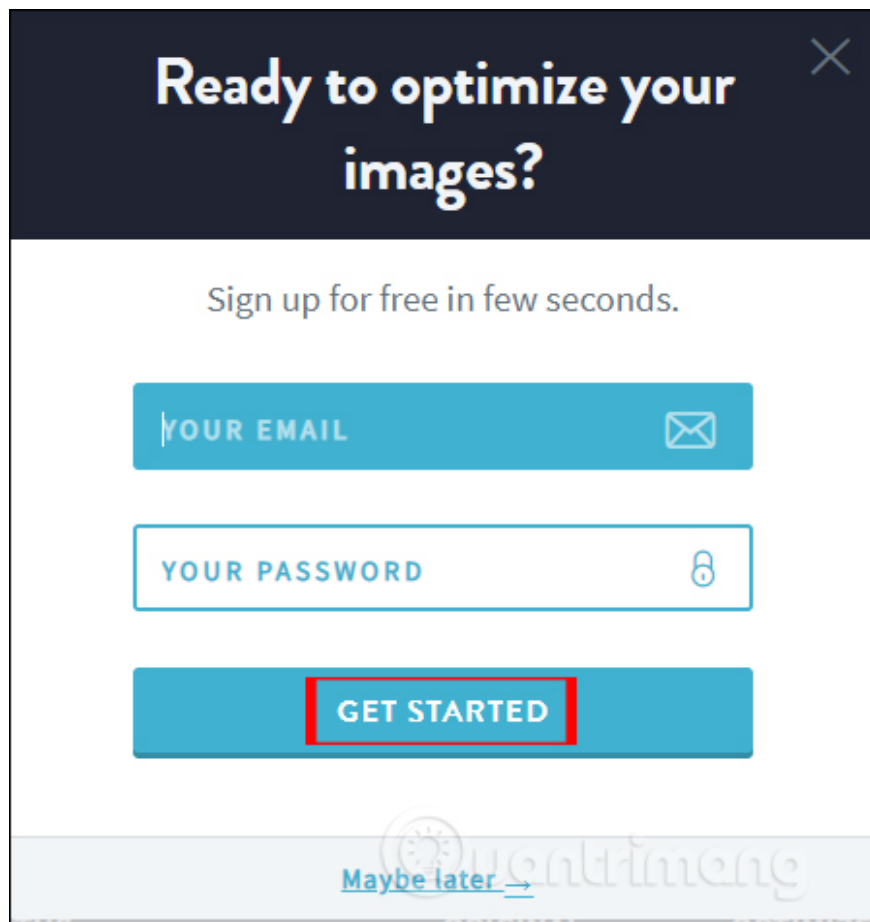 Ready to optimize your
images?
Sign up for free in few seconds.
YOUR EMAIL
YOUR PASSWORD
GET STARTED
Maybe later →
Quantrimang